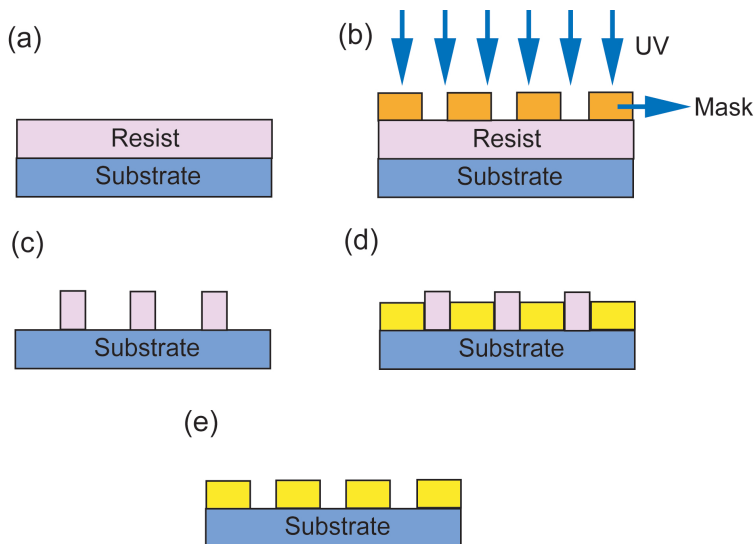 (a)
Resist
Substrate
(b)
UV
Mask
Resist
Substrate
(c)
Substrate
(d)
Substrate
(e)
Substrate